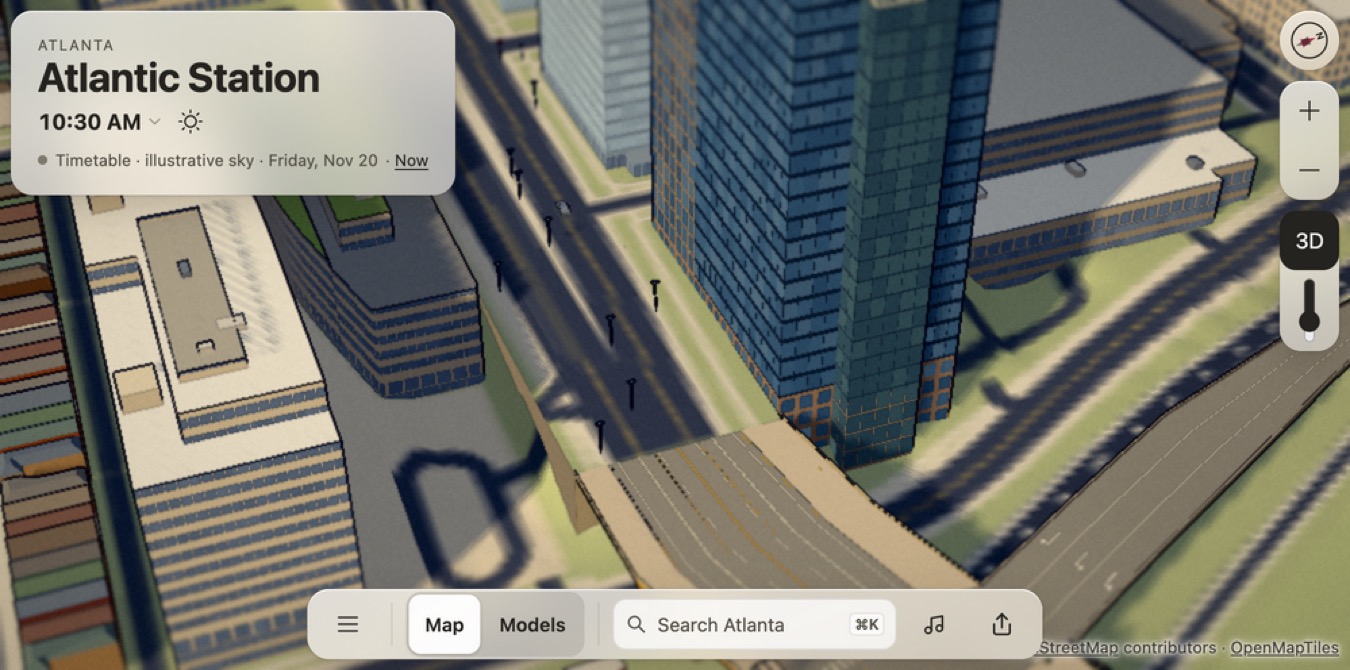 ATLANTA
Atlantic Station
10:30 AM
Timetable · illustrative sky · Friday, Nov 20 · Now
N
3D
Map
Models
Search Atlanta
⌘K
StreetMap contributors · OpenMapTiles